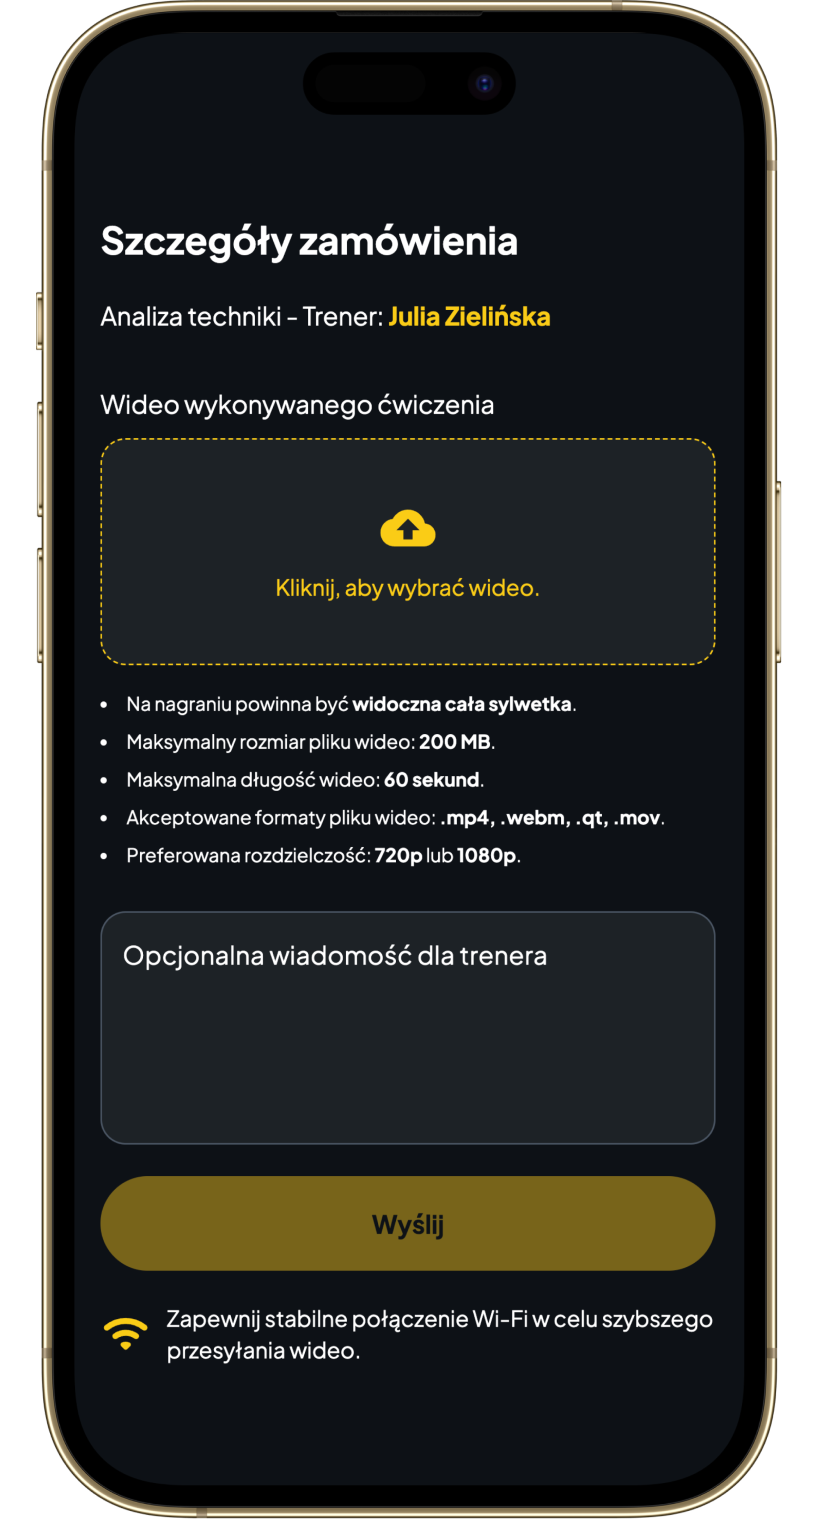 Szczegóły zamówienia
Analiza techniki - Trener: Julia Zielińska
Wideo wykonywanego ćwiczenia
Kliknij, aby wybrać wideo.
• Na nagraniu powinna być widoczna cała sylwetka.
• Maksymalny rozmiar pliku wideo: 200 MB.
• Maksymalna długość wideo: 60 sekund.
• Akceptowane formaty pliku wideo: .mp4, .webm, .qt, .mov.
• Preferowana rozdzielczość: 720p lub 1080p.
Opcjonalna wiadomość dla trenera
Wyślij
Zapewnij stabilne połączenie Wi-Fi w celu szybszego
przesyłania wideo.